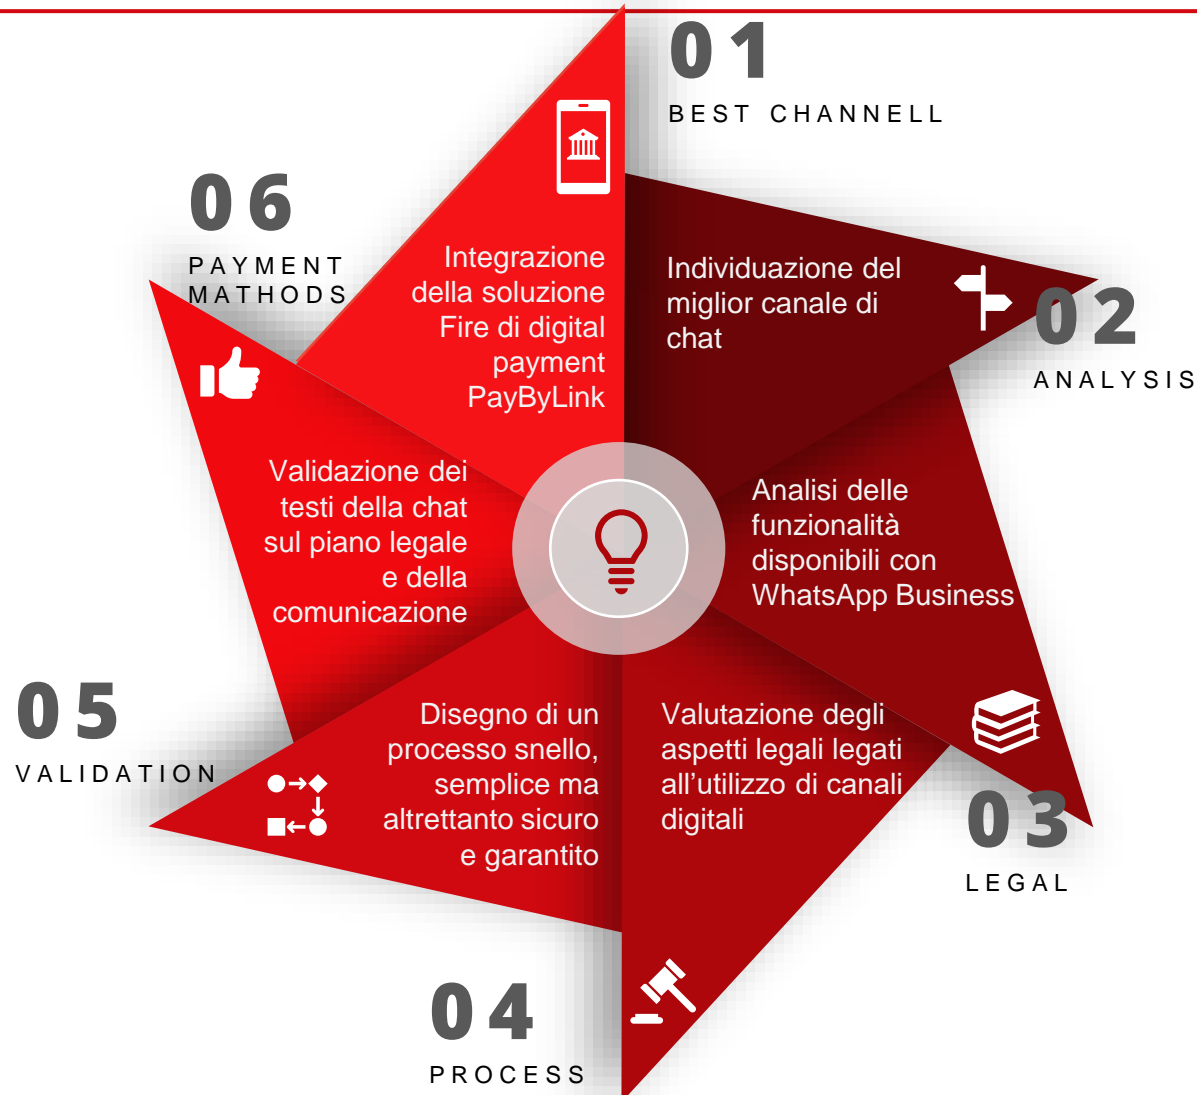 01
BEST CHANNELL
Individuazione del
miglior canale di
chat
02
ANALYSIS
Analisi delle
funzionalità
disponibili con
WhatsApp Business
03
LEGAL
Valutazione degli
aspetti legali legati
all’utilizzo di canali
digitali
04
PROCESS
Disegno di un
processo snello,
semplice ma
altrettanto sicuro
e garantito
05
VALIDATION
Validazione dei
testi della chat
sul piano legale
e della
comunicazione
06
PAYMENT
MATHODS
Integrazione
della soluzione
Fire di digital
payment
PayByLink